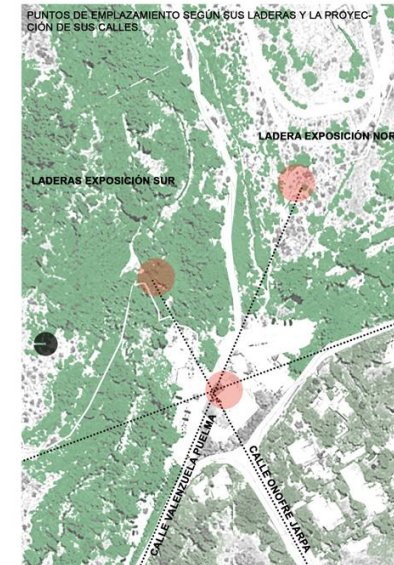 PUNTOS DE EMPLAZAMIENTO SEGÚN SUS LADERAS Y LA PROYEC-
CIÓN DE SUS CALLES.
LADERA EXPOSICIÓN NOR
LADERAS EXPOSICIÓN SUR
CALLE VALENZUELA PUELMA
CALLE ONOFRE JARPA